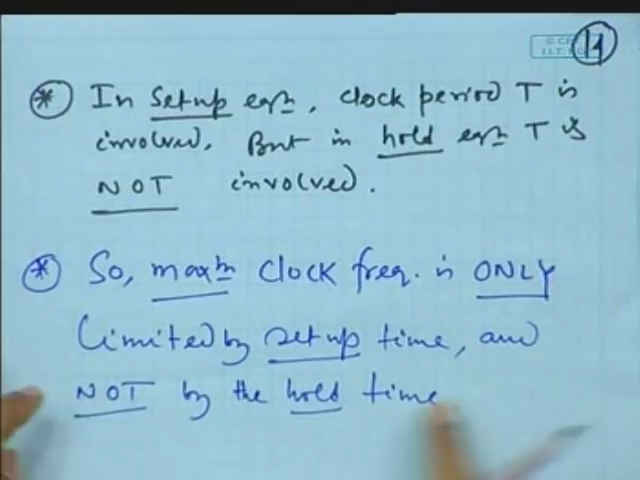 14
* In Setup eqn, clock period T is
involved. But in hold eqn T is
NOT involved.
* So, maxm clock freq. is ONLY
limited by setup time, and
NOT by the hold time